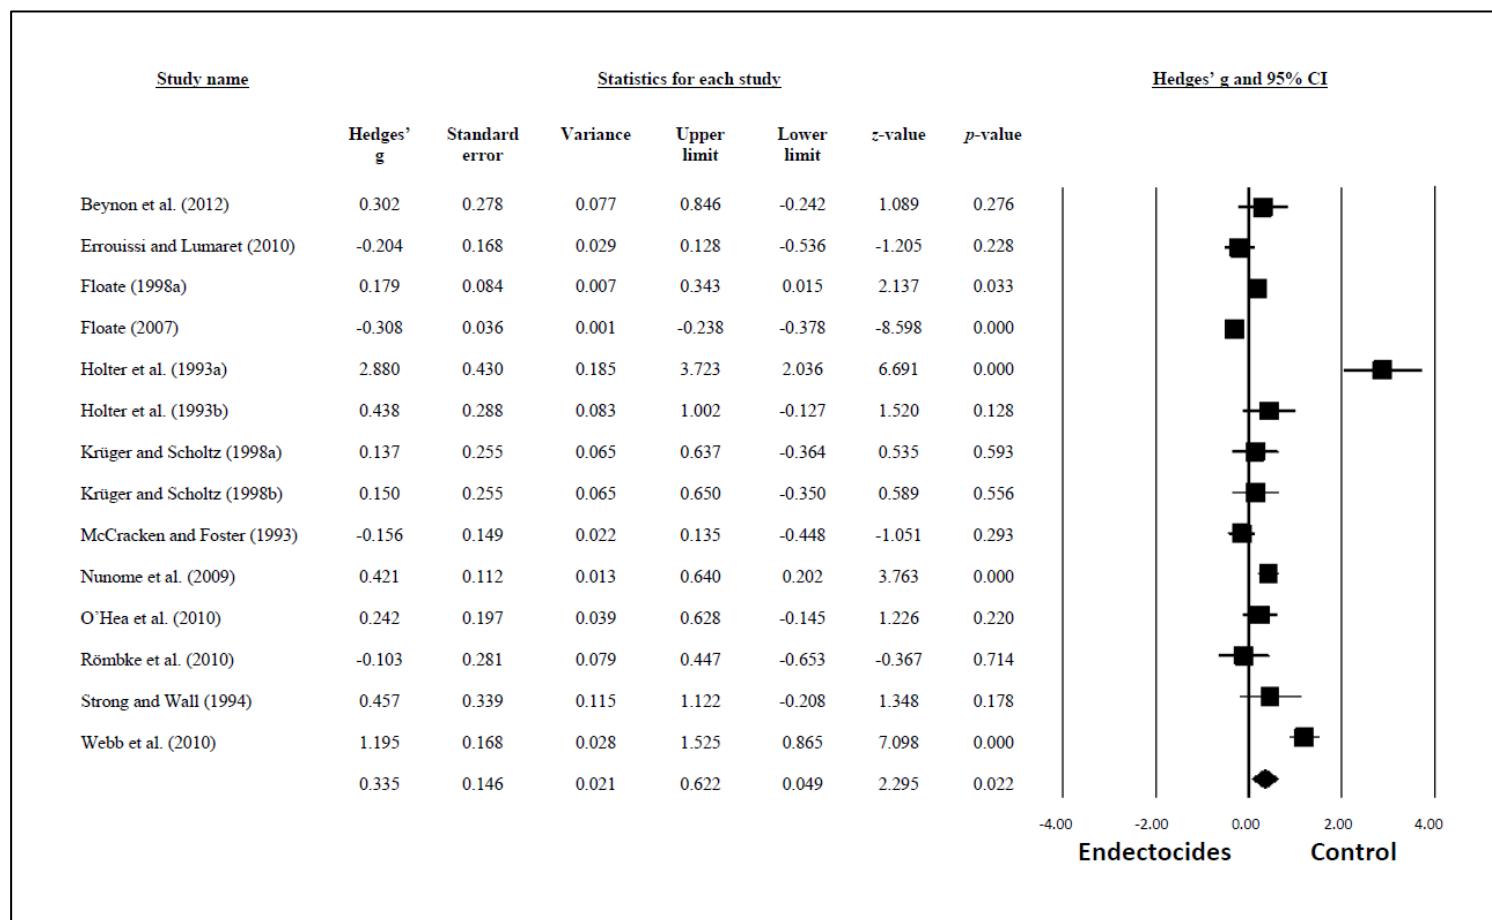 Study name Statistics for each study Hedges' g and 95% CI
Hedges' g Standard error Variance Upper limit Lower limit z-value p-value
Beynon et al. (2012) 0.302 0.278 0.077 0.846 -0.242 1.089 0.276
Errouissi and Lumaret (2010) -0.204 0.168 0.029 0.128 -0.536 -1.205 0.228
Floate (1998a) 0.179 0.084 0.007 0.343 0.015 2.137 0.033
Floate (2007) -0.308 0.036 0.001 -0.238 -0.378 -8.598 0.000
Holter et al. (1993a) 2.880 0.430 0.185 3.723 2.036 6.691 0.000
Holter et al. (1993b) 0.438 0.288 0.083 1.002 -0.127 1.520 0.128
Krüger and Scholtz (1998a) 0.137 0.255 0.065 0.637 -0.364 0.535 0.593
Krüger and Scholtz (1998b) 0.150 0.255 0.065 0.650 -0.350 0.589 0.556
McCracken and Foster (1993) -0.156 0.149 0.022 0.135 -0.448 -1.051 0.293
Nunome et al. (2009) 0.421 0.112 0.013 0.640 0.202 3.763 0.000
O'Hea et al. (2010) 0.242 0.197 0.039 0.628 -0.145 1.226 0.220
Römbke et al. (2010) -0.103 0.281 0.079 0.447 -0.653 -0.367 0.714
Strong and Wall (1994) 0.457 0.339 0.115 1.122 -0.208 1.348 0.178
Webb et al. (2010) 1.195 0.168 0.028 1.525 0.865 7.098 0.000
0.335 0.146 0.021 0.622 0.049 2.295 0.022
-4.00 -2.00 0.00 2.00 4.00
Endectocides Control